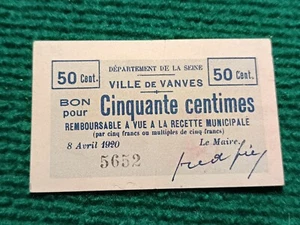 DÉPARTEMENT DE LA SEINE
50 Cent. 50 Cent.
VILLE DE VANVES
BON pour Cinquante centimes
REMBOURSABLE A VUE A LA RECETTE MUNICIPALE
(par cinq francs ou multiples de cinq francs)
8 Avril 1920 Le Maire,
5652